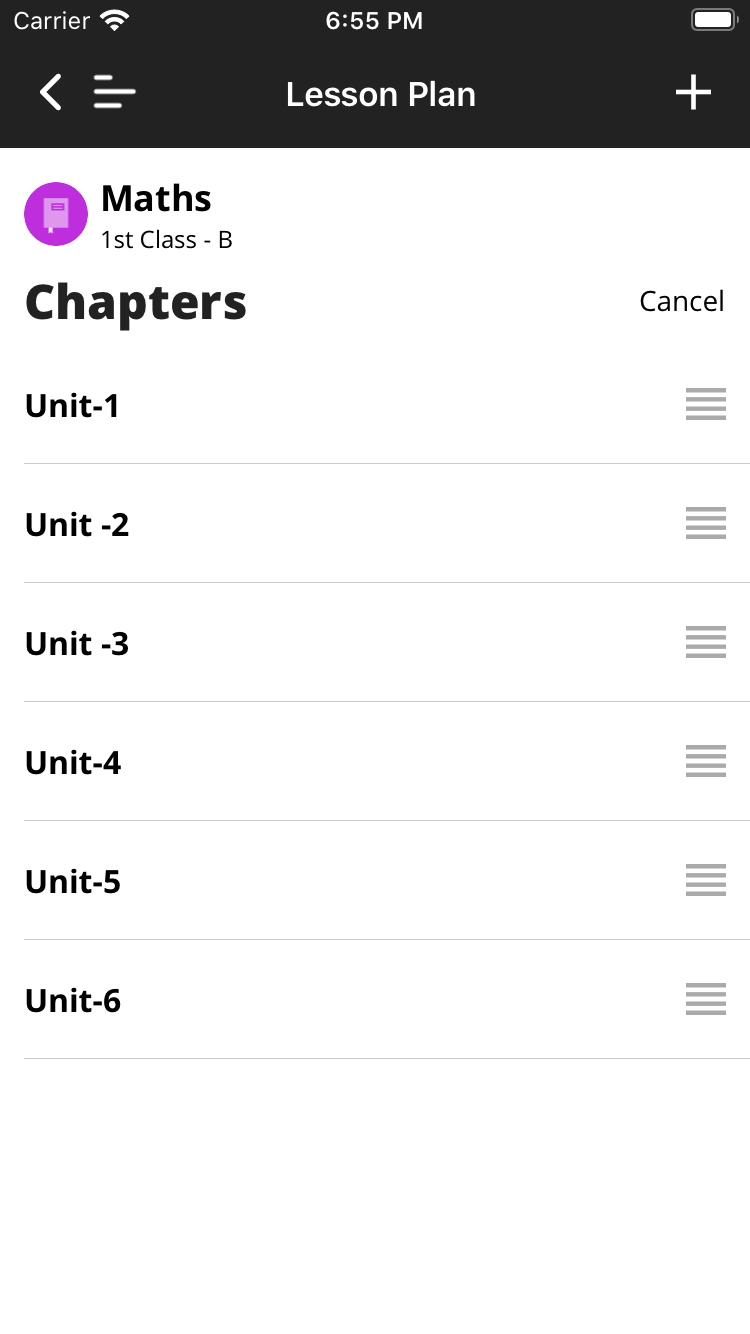 Carrier 6:55 PM
Lesson Plan
Maths
1st Class - B
Chapters Cancel
Unit-1
Unit -2
Unit -3
Unit-4
Unit-5
Unit-6